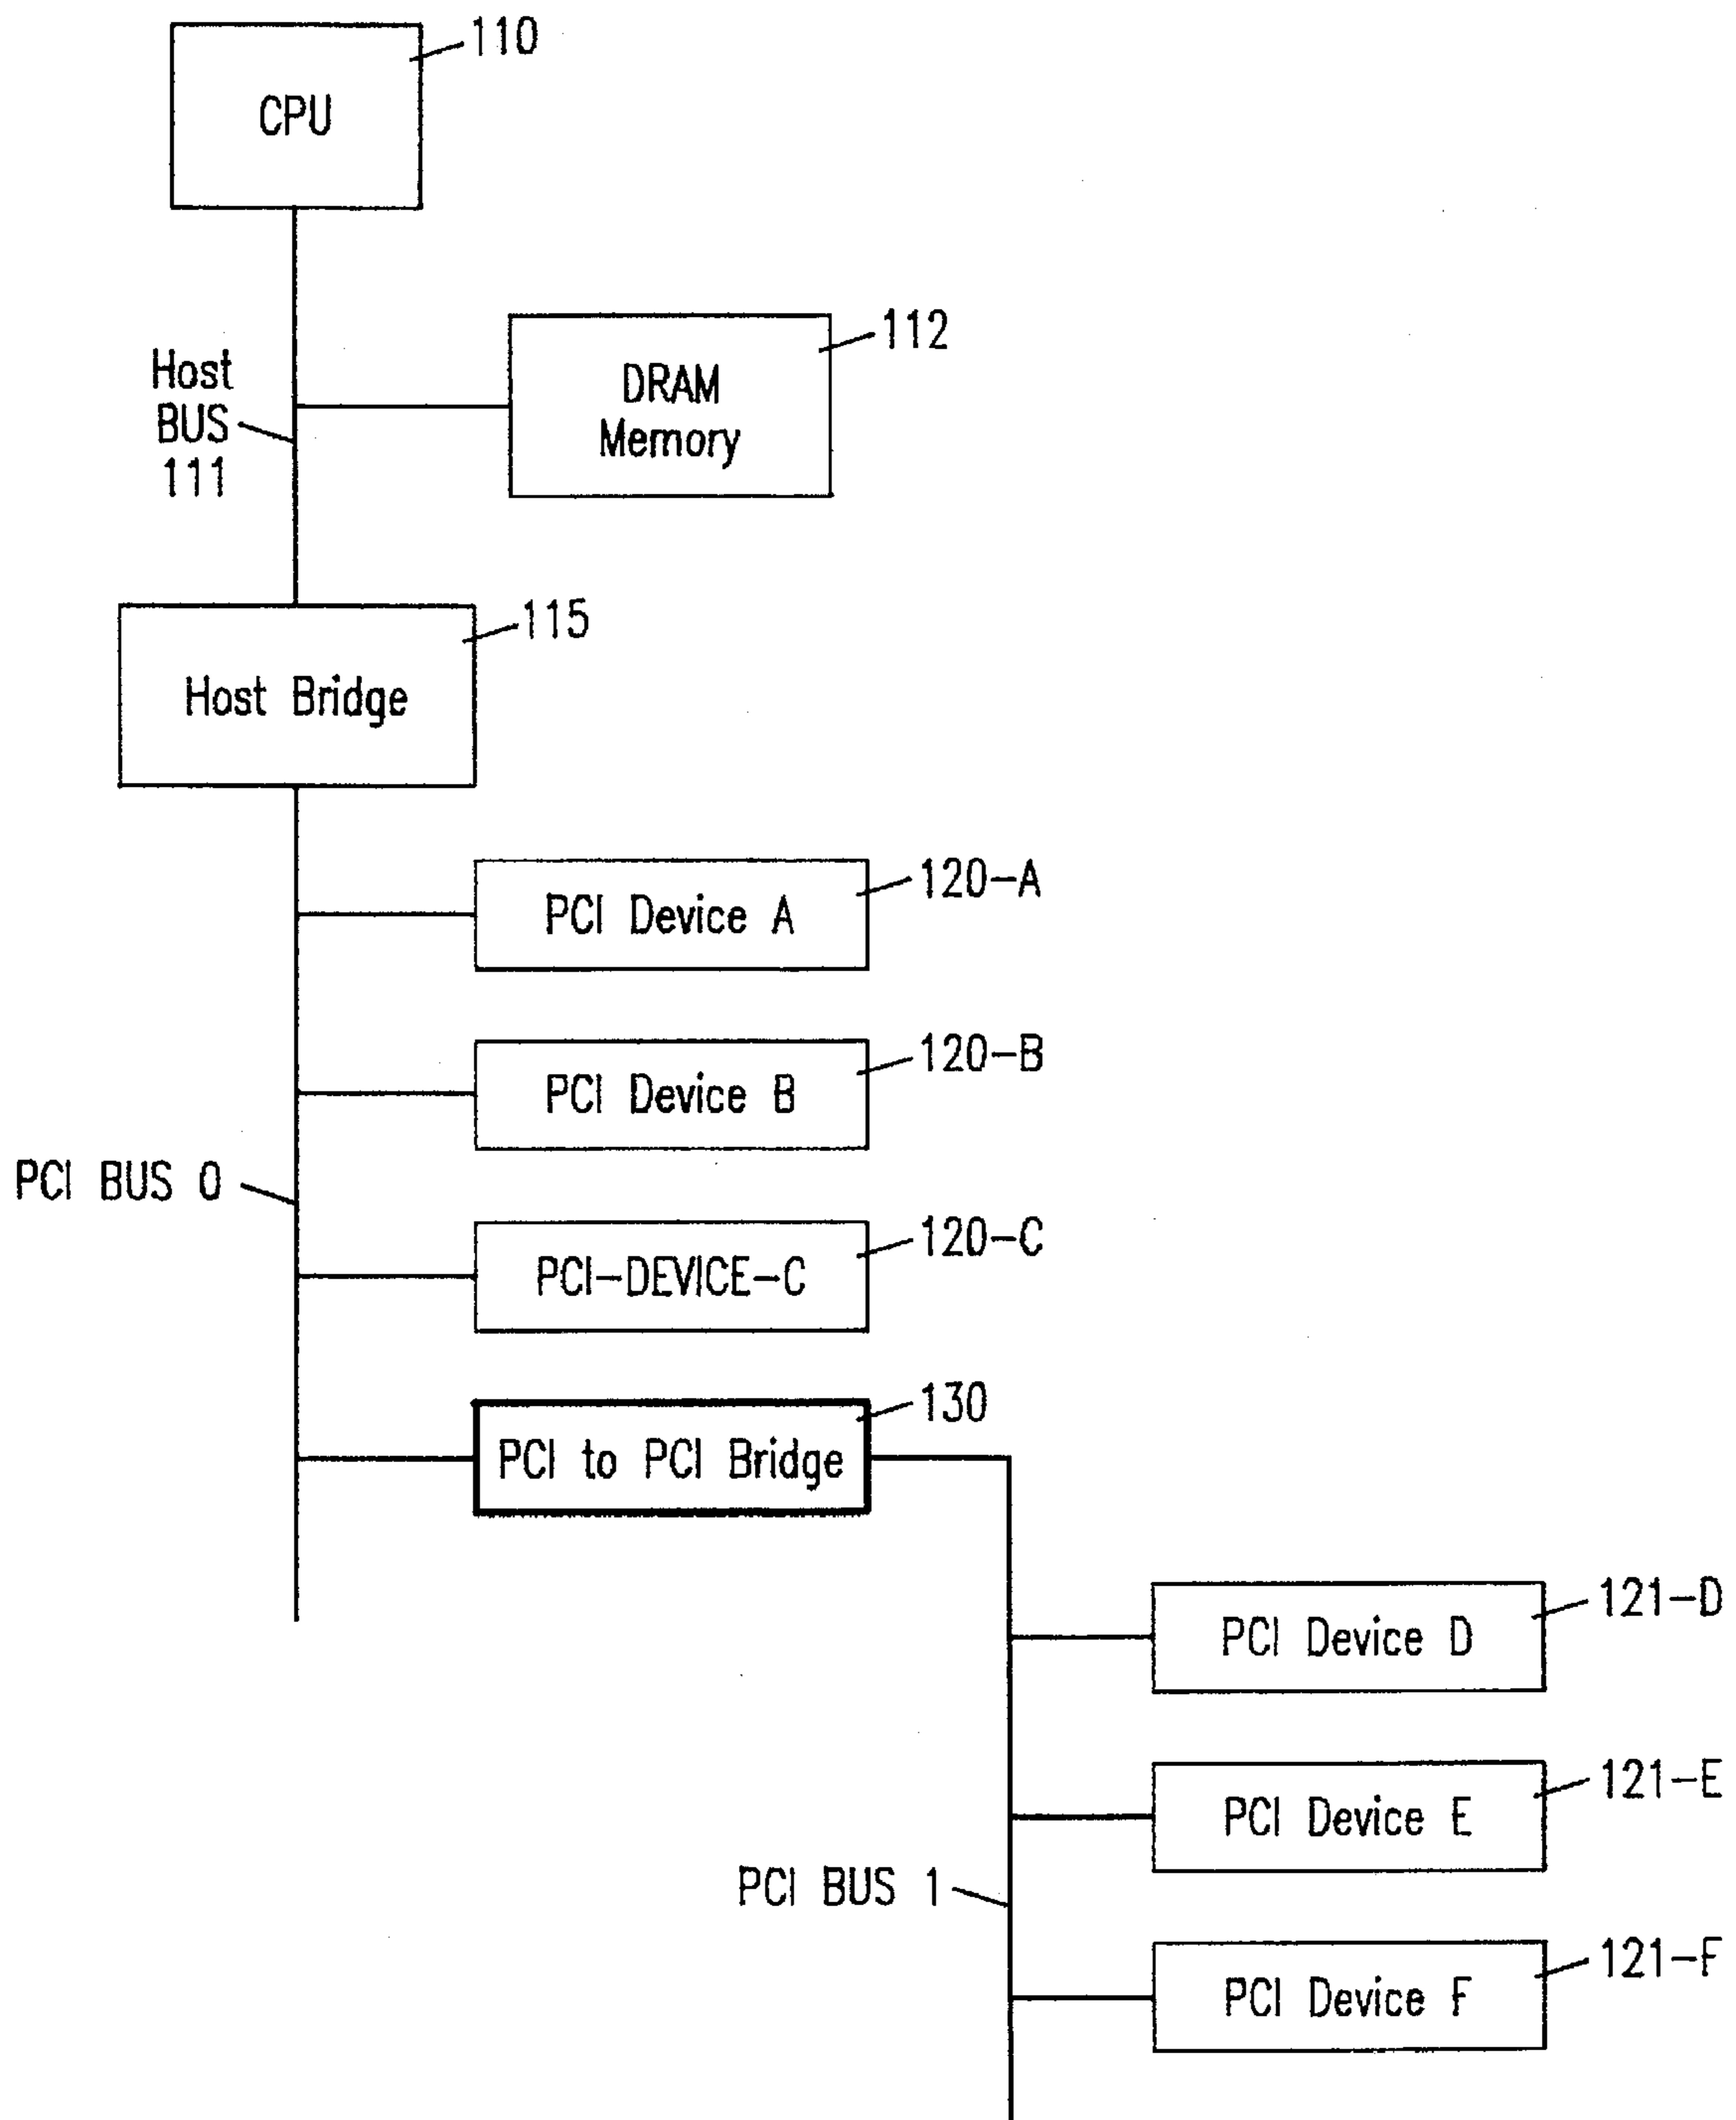 110
CPU
112
DRAM
Memory
Host
BUS
111
115
Host Bridge
120-A
PCI Device A
120-B
PCI Device B
PCI BUS 0
120-C
PCI-DEVICE-C
130
PCI to PCI Bridge
121-D
PCI Device D
121-E
PCI Device E
PCI BUS 1
121-F
PCI Device F